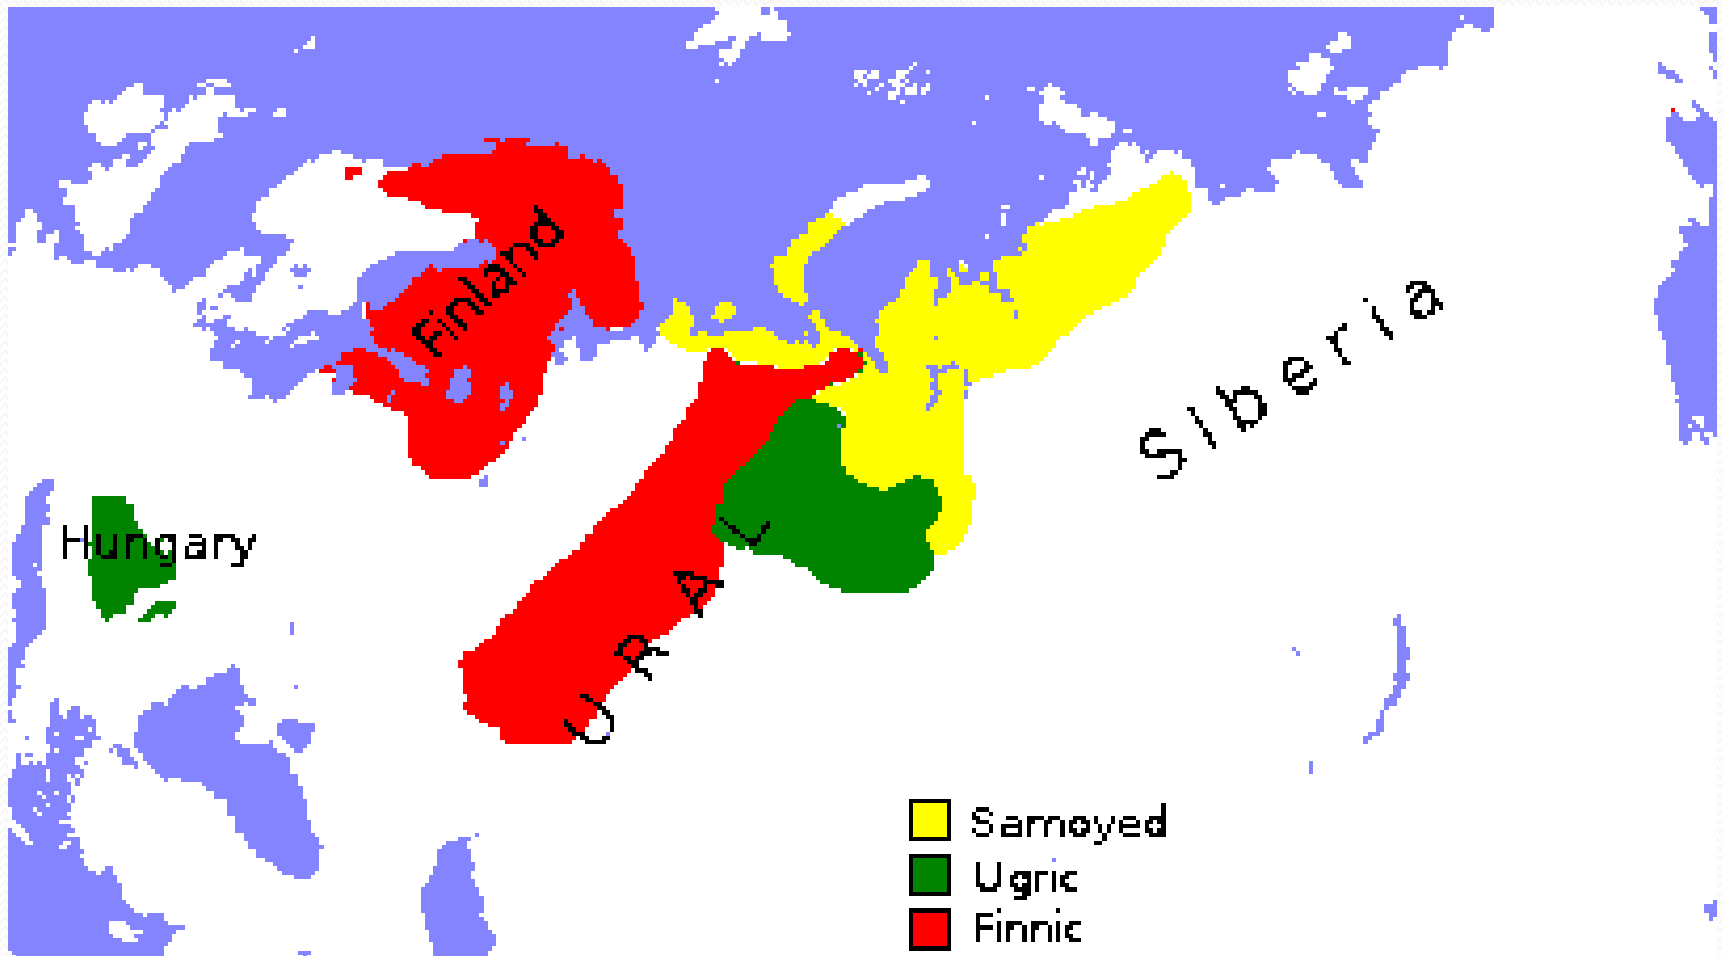 Finland
SIberia
Hungary
URAL
Samoyed
Ugric
Finnic